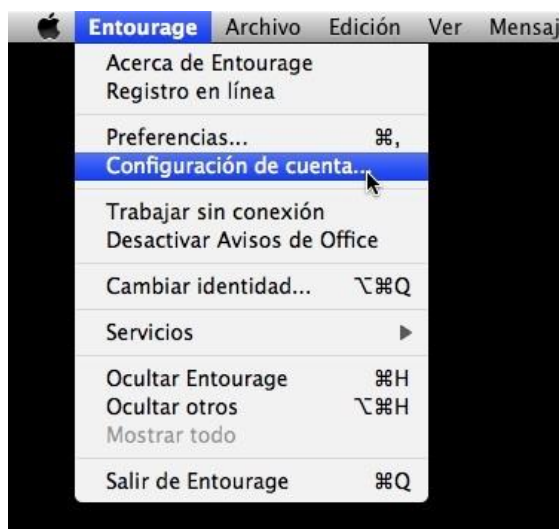 Entourage Archivo Edición Ver Mensaj
Acerca de Entourage
Registro en línea
Preferencias... ⌘,
Configuración de cuenta...
Trabajar sin conexión
Desactivar Avisos de Office
Cambiar identidad... ⌥⌘Q
Servicios
Ocultar Entourage ⌘H
Ocultar otros ⌥⌘H
Mostrar todo
Salir de Entourage ⌘Q